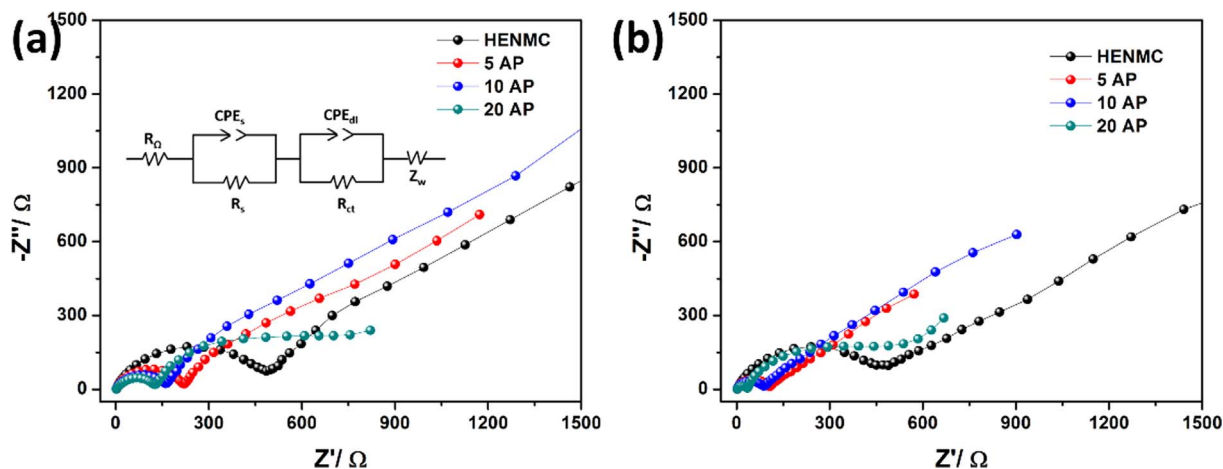 (a)
1500
1200
900
600
300
0
-Z''/ Ω
0 300 600 900 1200 1500
Z'/ Ω
HENMC
5 AP
10 AP
20 AP
CPEs CPEdl
RΩ
Rs Rct
Zw
(b)
1500
1200
900
600
300
0
-Z''/ Ω
0 300 600 900 1200 1500
Z'/ Ω
HENMC
5 AP
10 AP
20 AP